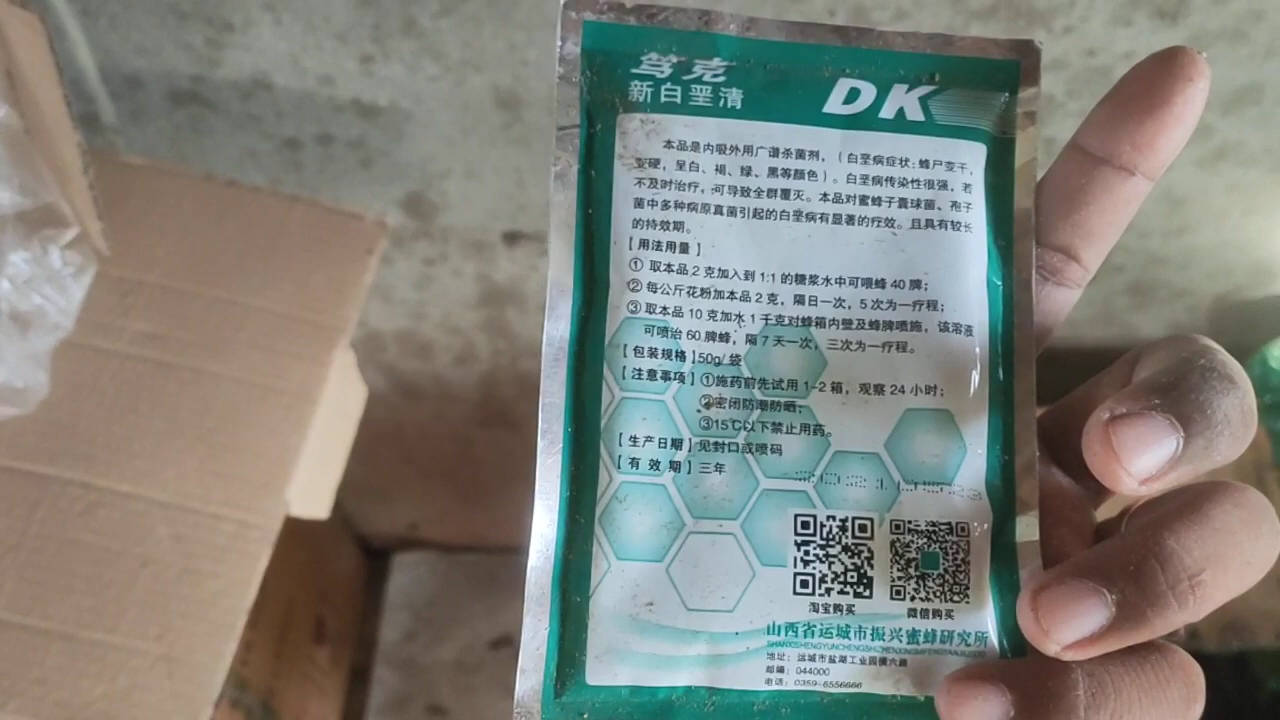 笃克
新白垩清
DK
本品是内吸外用广谱杀菌剂，(白垩病症状：蜂尸变干，
变硬，呈白、褐、绿、黑等颜色)。白垩病传染性很强，若
不及时治疗，可导致全群覆灭。本品对蜜蜂子囊球菌、孢子
菌中多种病原真菌引起的白垩病有显著的疗效。且具有较长
的持效期。
【用法用量】
① 取本品2克加入到1:1的糖浆水中可喂蜂40脾；
② 每公斤花粉加本品2克，隔日一次，5次为一疗程；
③ 取本品10克加水1千克对蜂箱内壁及蜂脾喷施，该溶液
可喷治60脾蜂，隔7天一次，三次为一疗程。
【包装规格】50g/袋
【注意事项】①施药前先试用1-2箱，观察24小时；
②密闭防潮防晒；
③15℃以下禁止用药。
【生产日期】见封口或喷码
【有 效 期】三年
淘宝购买
微信购买
山西省运城市振兴蜜蜂研究所
地址：运城市盐湖工业园横六路
邮编：044000
电话：0359-6556666